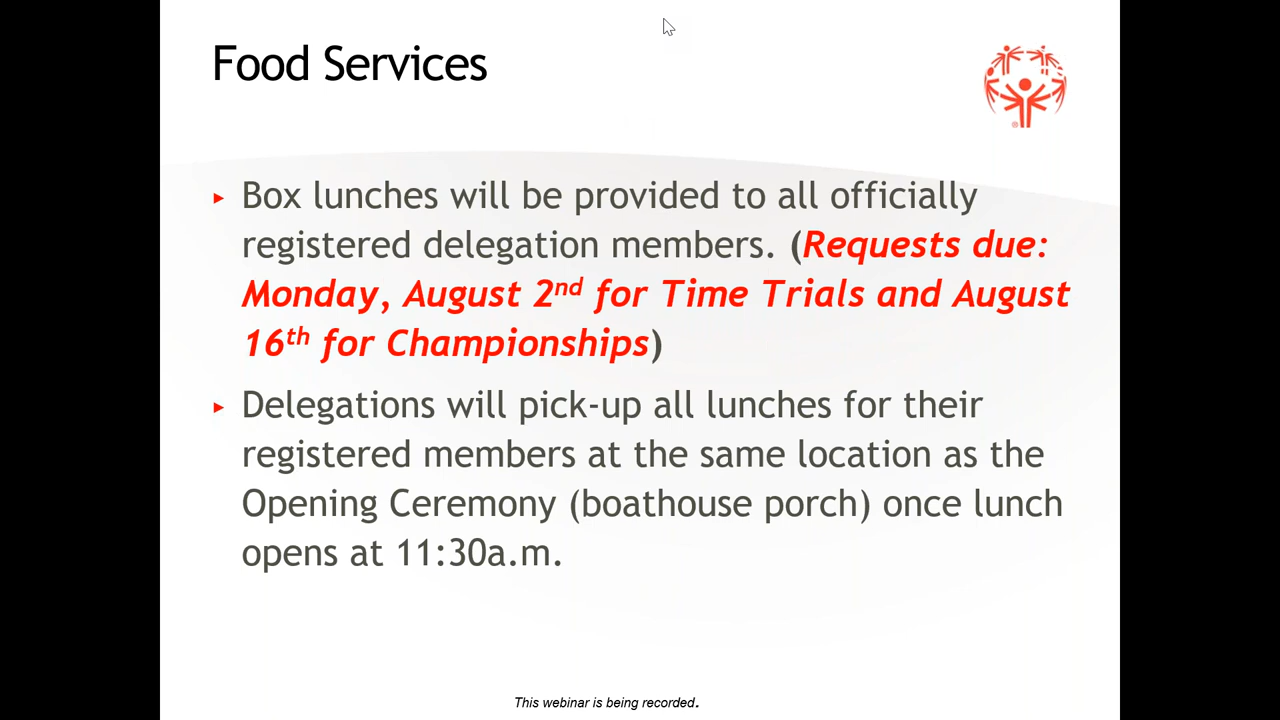 Food Services
Box lunches will be provided to all officially
registered delegation members. (Requests due:
Monday, August 2nd for Time Trials and August
16th for Championships)
Delegations will pick-up all lunches for their
registered members at the same location as the
Opening Ceremony (boathouse porch) once lunch
opens at 11:30a.m.
This webinar is being recorded.